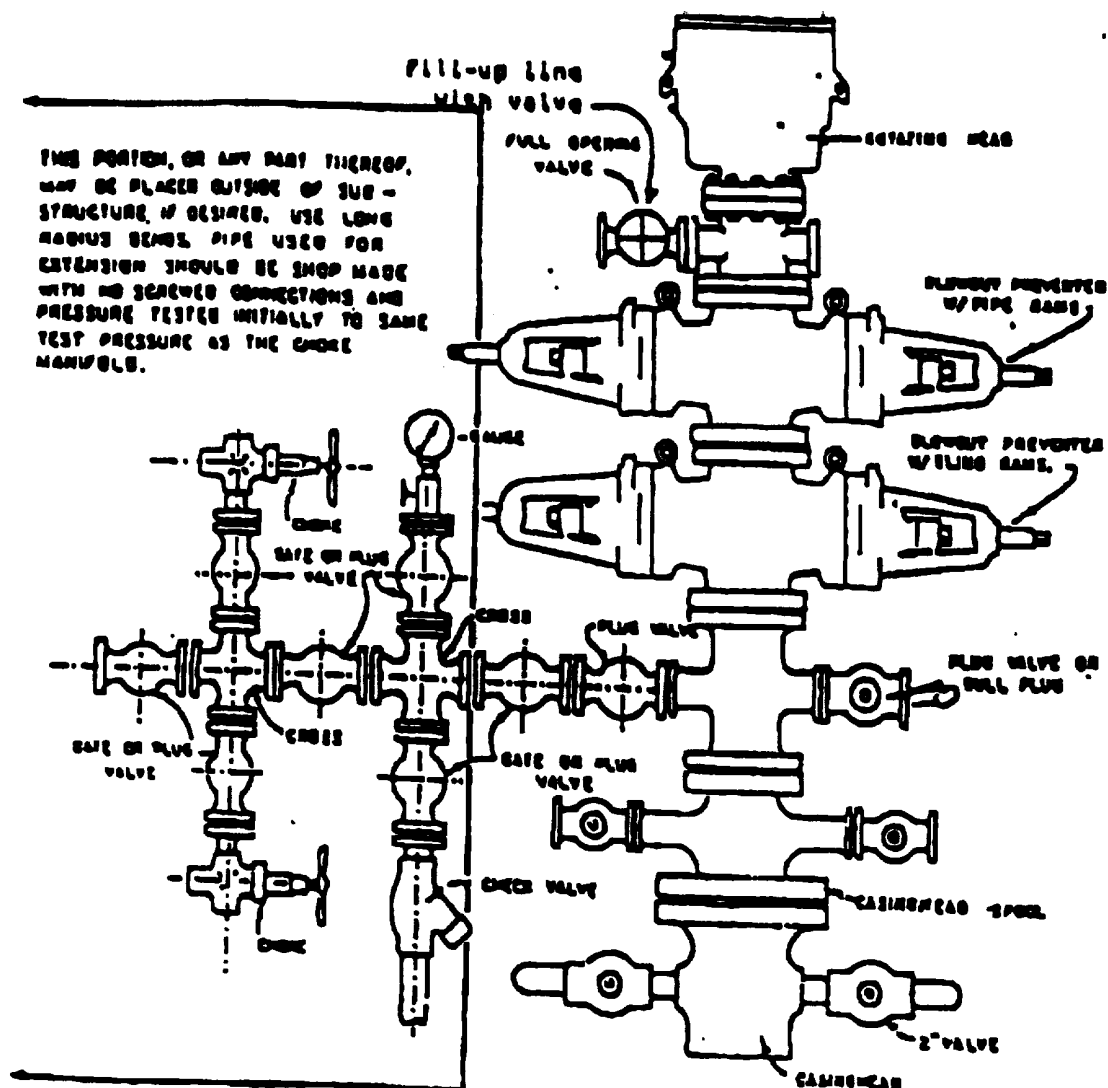 Fill-up line
with valve
FULL OPENING
VALVE
ROTATING HEAD
THIS PORTION, OR ANY PART THEREOF,
MAY BE PLACED OUTSIDE OF SUB-
STRUCTURE, IF DESIRED. USE LONG
RADIUS BENDS. PIPE USED FOR
EXTENSION SHOULD BE SHOP MADE
WITH NO SCREWED CONNECTIONS AND
PRESSURE TESTED INITIALLY TO SAME
TEST PRESSURE AS THE CHOKE
MANIFOLD.
BLOWOUT PREVENTER
W/ PIPE RAMS.
GAUGE
BLOWOUT PREVENTER
W/ BLIND RAMS.
CHOKE
GATE OR PLUG
VALVE
CROSS
PLUG VALVE
PLUG VALVE OR
BULL PLUG
CROSS
GATE OR PLUG
VALVE
GATE OR PLUG
VALVE
CHECK VALVE
CASINGHEAD SPOOL
CHOKE
2" VALVE
CASINGHEAD